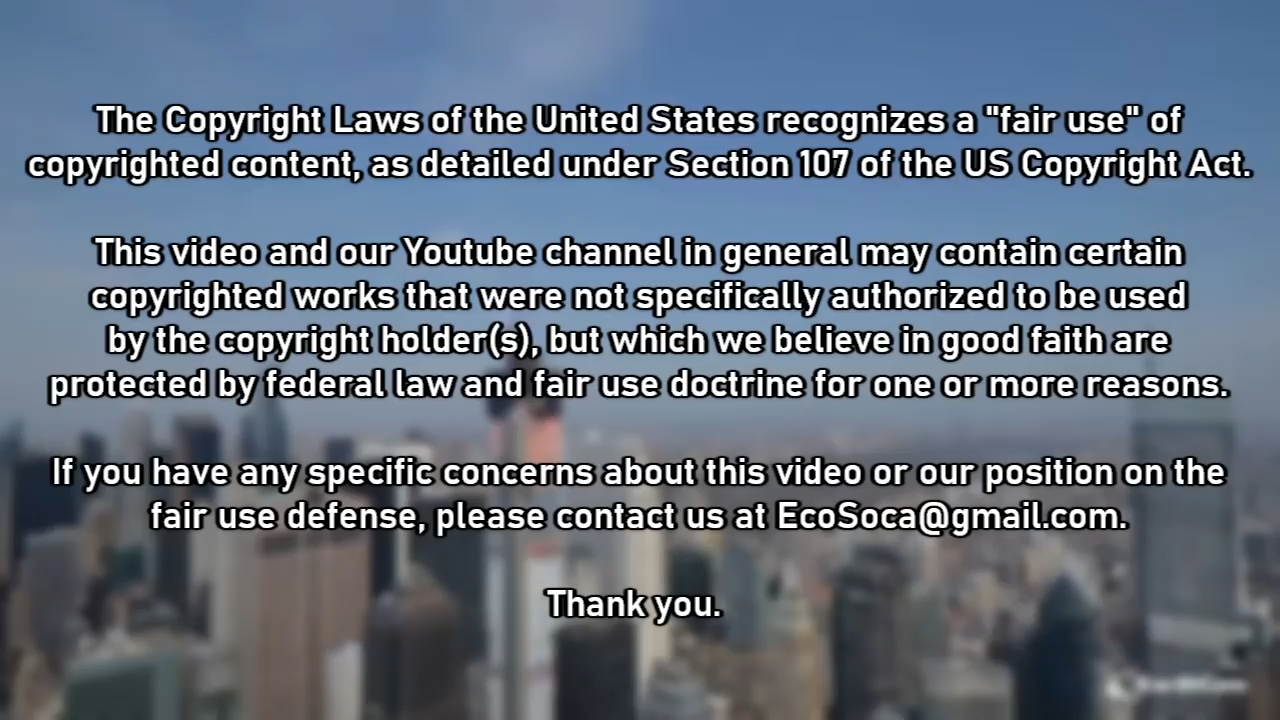 The Copyright Laws of the United States recognizes a "fair use" of
copyrighted content, as detailed under Section 107 of the US Copyright Act.
This video and our Youtube channel in general may contain certain
copyrighted works that were not specifically authorized to be used
by the copyright holder(s), but which we believe in good faith are
protected by federal law and fair use doctrine for one or more reasons.
If you have any specific concerns about this video or our position on the
fair use defense, please contact us at EcoSoca@gmail.com.
Thank you.